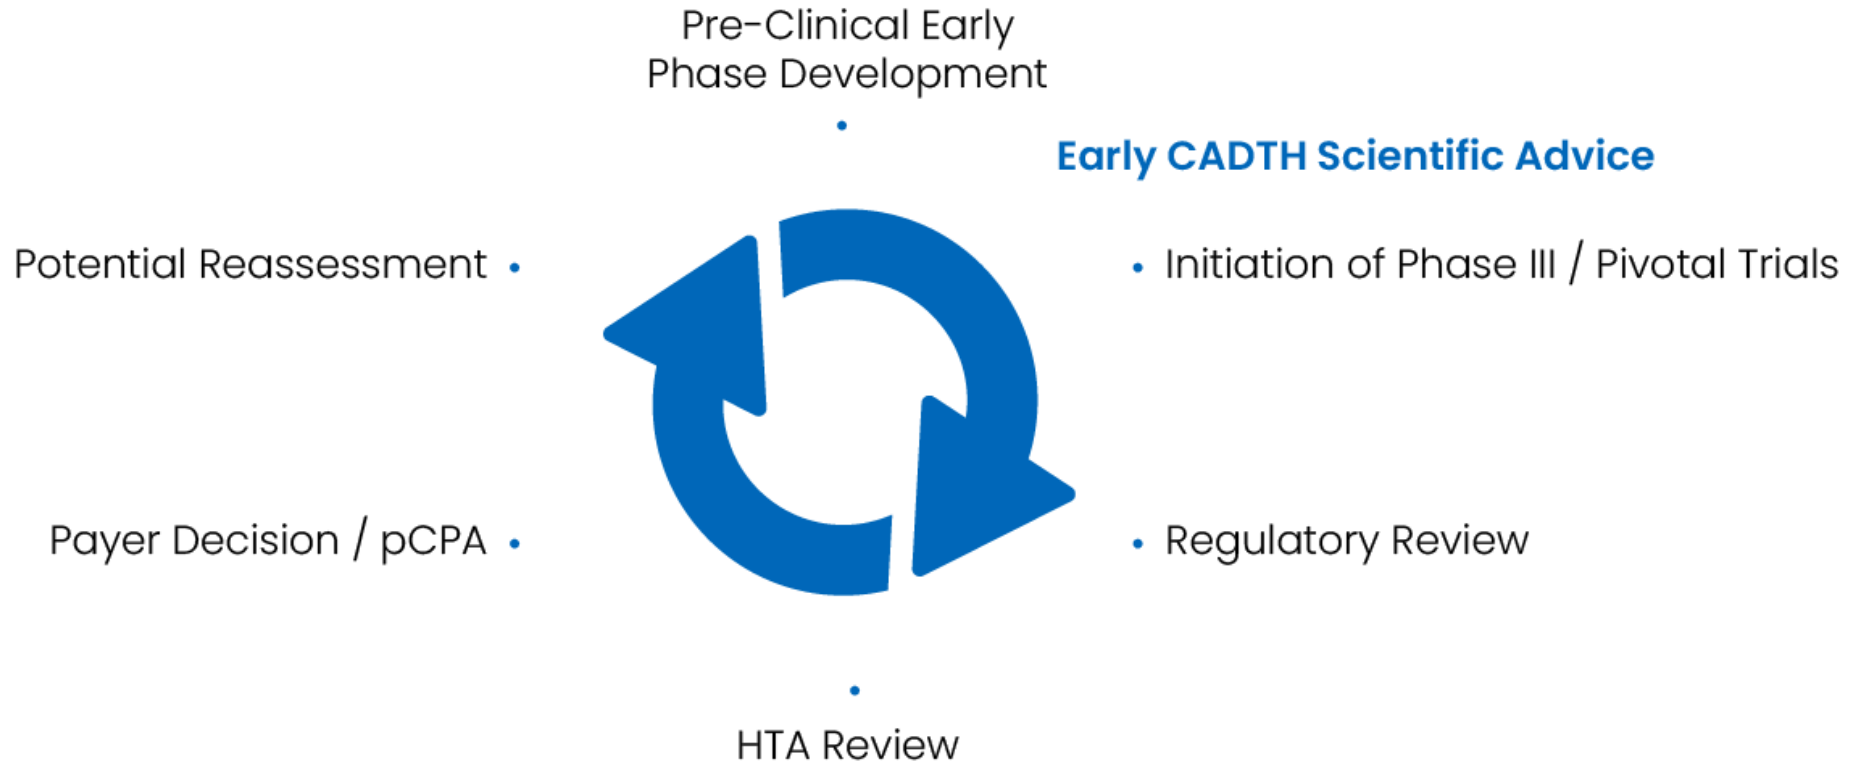 Pre-Clinical Early
Phase Development
Early CADTH Scientific Advice
Potential Reassessment
Initiation of Phase III / Pivotal Trials
Payer Decision / pCPA
Regulatory Review
HTA Review